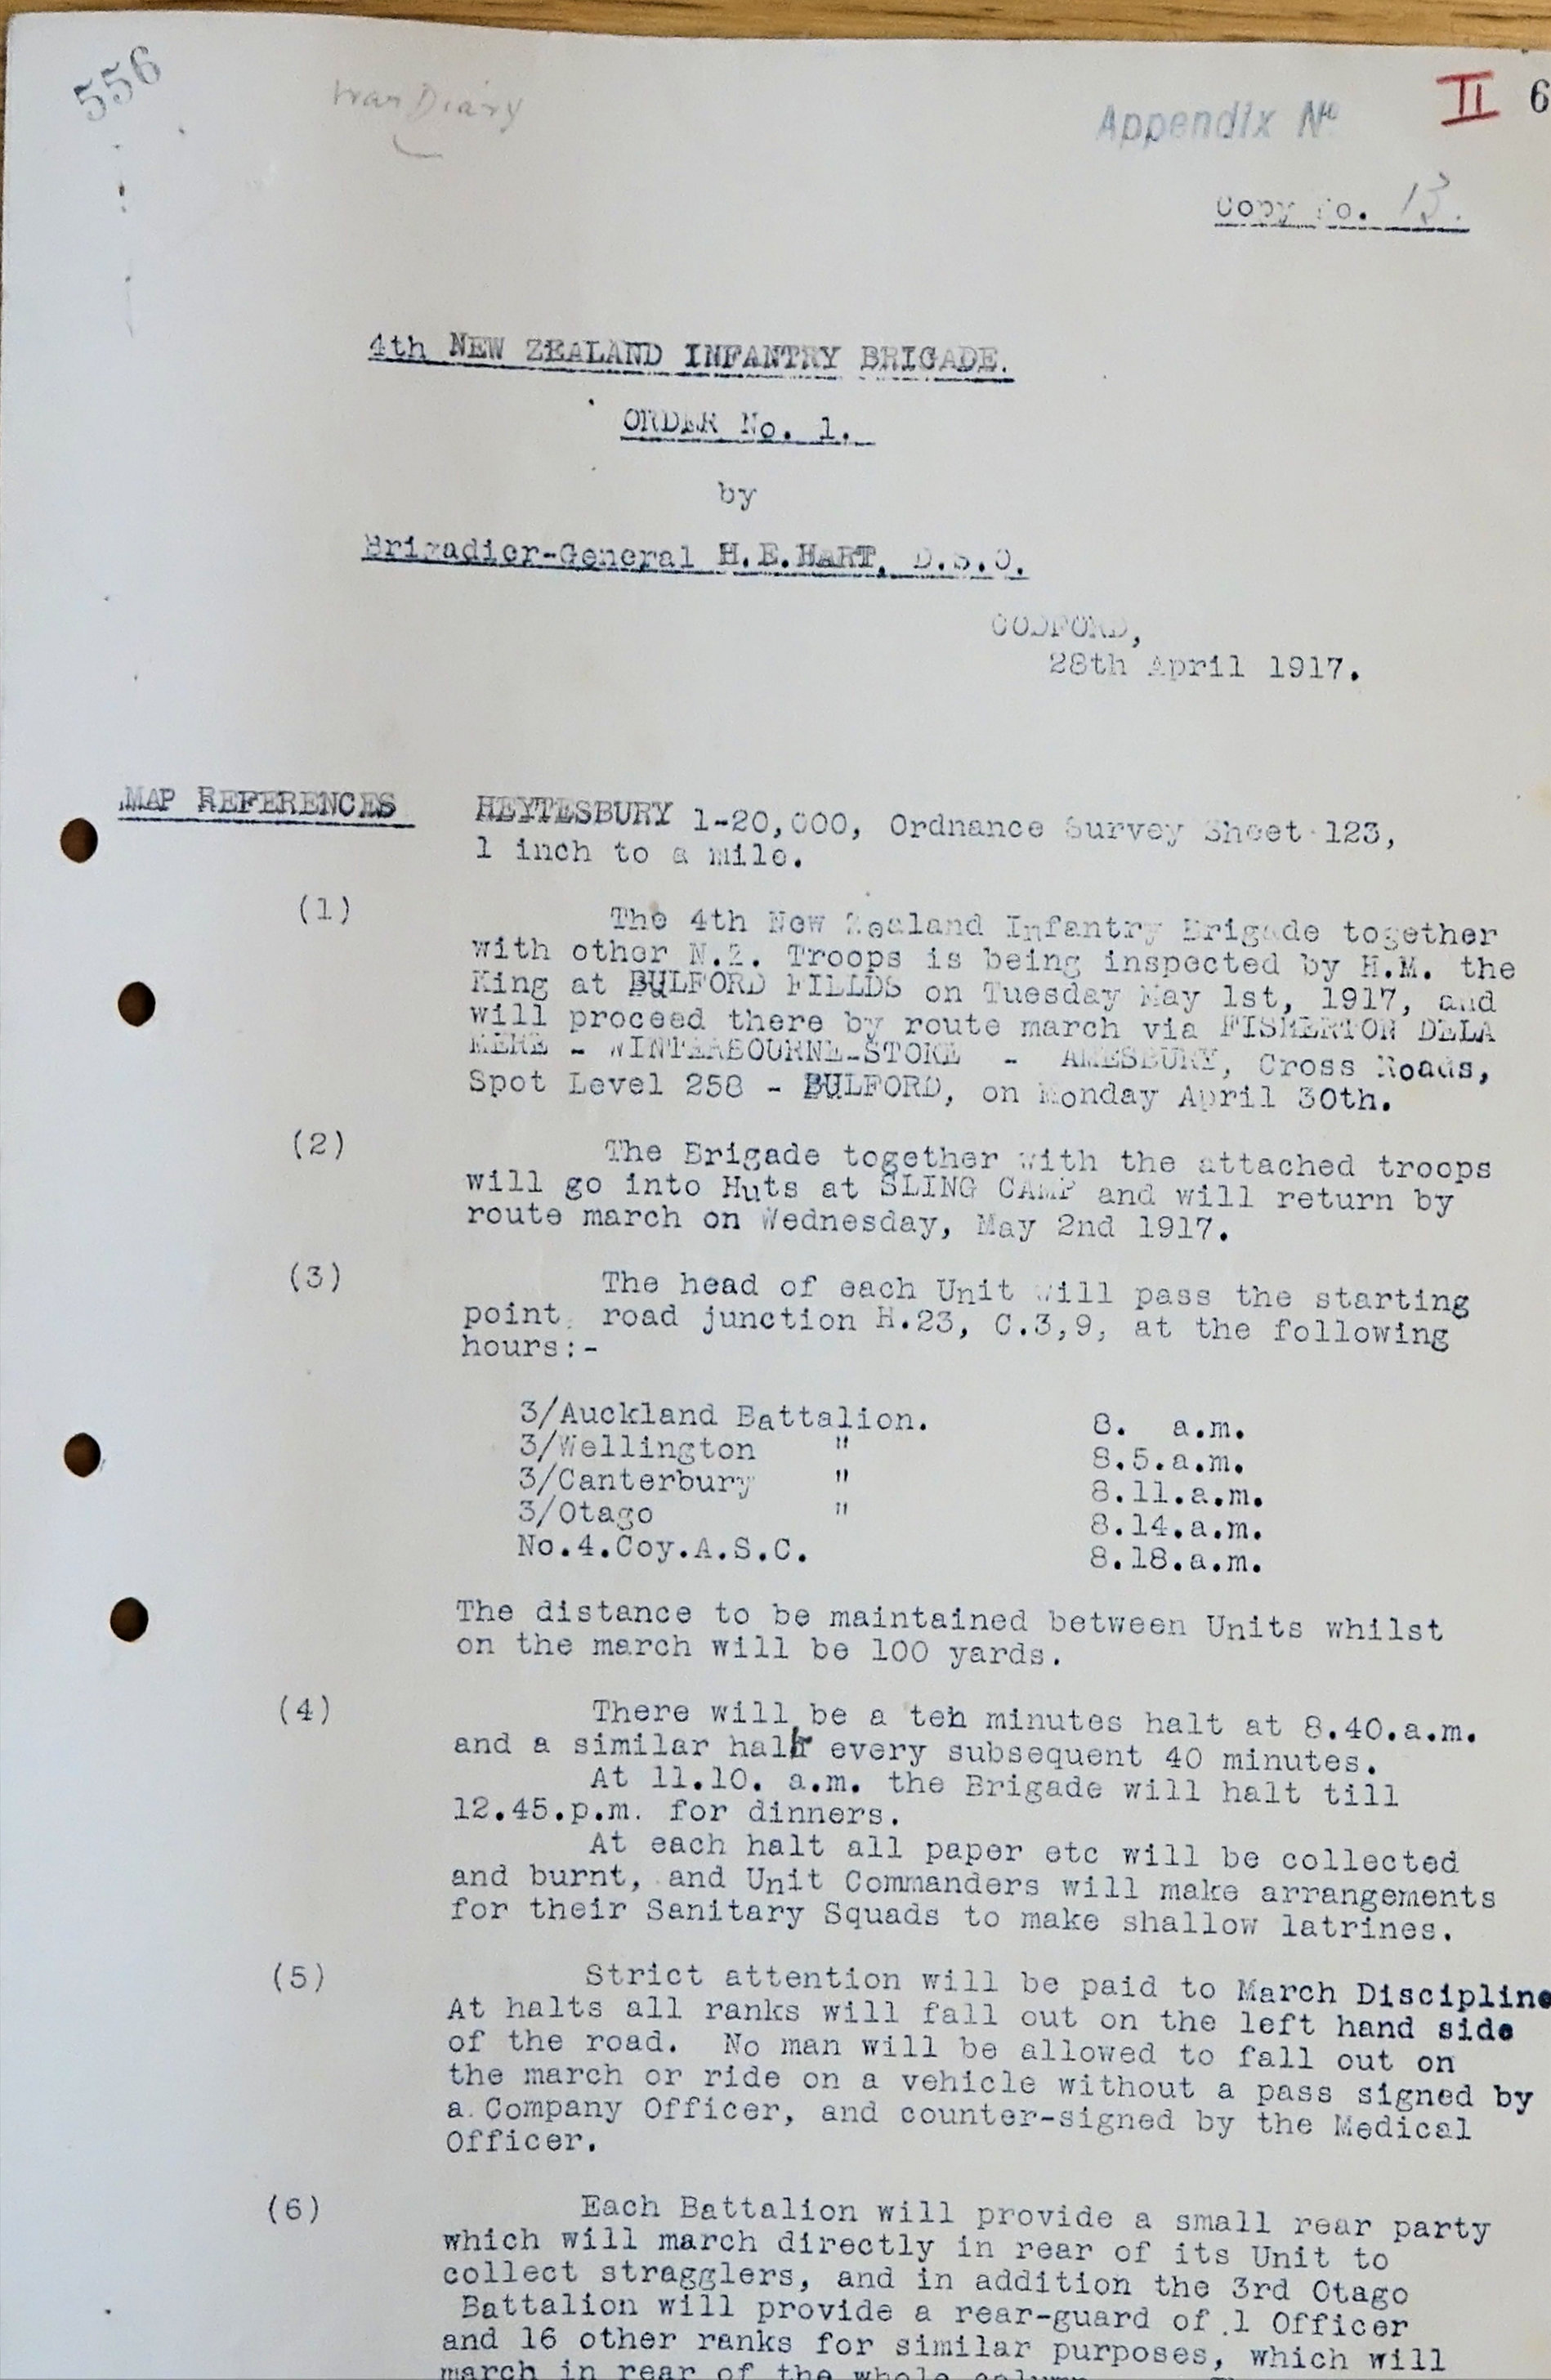 556
War Diary
Appendix No
II 6
Copy No. 13.
4th NEW ZEALAND INFANTRY BRIGADE.
ORDER No. 1.
by
Brigadier-General H.E.HART, D.S.O.
CODFORD,
28th April 1917.
MAP REFERENCES HEYTESBURY 1-20,000, Ordnance Survey Sheet 123,
1 inch to a mile.
(1) The 4th New Zealand Infantry Brigade together
with other N.Z. Troops is being inspected by H.M. the
King at BULFORD FIELDS on Tuesday May 1st, 1917, and
will proceed there by route march via FISHERTON DELA
MERE - WINTERBOURNE-STOKE - AMESBURY, Cross Roads,
Spot Level 258 - BULFORD, on Monday April 30th.
(2) The Brigade together with the attached troops
will go into Huts at SLING CAMP and will return by
route march on Wednesday, May 2nd 1917.
(3) The head of each Unit will pass the starting
point, road junction H.23, C.3,9, at the following
hours:-
3/Auckland Battalion. 8. a.m.
3/Wellington " 8.5.a.m.
3/Canterbury " 8.11.a.m.
3/Otago " 8.14.a.m.
No.4.Coy.A.S.C. 8.18.a.m.
The distance to be maintained between Units whilst
on the march will be 100 yards.
(4) There will be a ten minutes halt at 8.40.a.m.
and a similar halt every subsequent 40 minutes.
At 11.10. a.m. the Brigade will halt till
12.45.p.m. for dinners.
At each halt all paper etc will be collected
and burnt, and Unit Commanders will make arrangements
for their Sanitary Squads to make shallow latrines.
(5) Strict attention will be paid to March Discipline
At halts all ranks will fall out on the left hand side
of the road. No man will be allowed to fall out on
the march or ride on a vehicle without a pass signed by
a Company Officer, and counter-signed by the Medical
Officer.
(6) Each Battalion will provide a small rear party
which will march directly in rear of its Unit to
collect stragglers, and in addition the 3rd Otago
Battalion will provide a rear-guard of 1 Officer
and 16 other ranks for similar purposes, which will
march in rear of the whole column